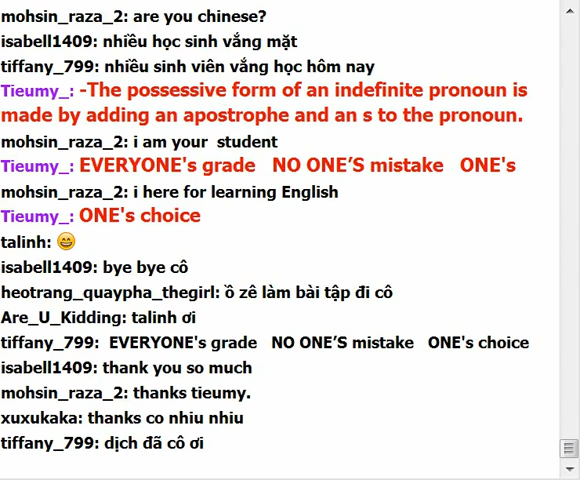 mohsin_raza_2: are you chinese?
isabell1409: nhiều học sinh vắng mặt
tiffany_799: nhiều sinh viên vắng học hôm nay
Tieumy_: -The possessive form of an indefinite pronoun is
made by adding an apostrophe and an s to the pronoun.
mohsin_raza_2: i am your  student
Tieumy_: EVERYONE's grade   NO ONE’S mistake   ONE's
mohsin_raza_2: i here for learning English
Tieumy_: ONE's choice
talinh: 😄
isabell1409: bye bye cô
heotrang_quaypha_thegirl: ồ zê làm bài tập đi cô
Are_U_Kidding: talinh ơi
tiffany_799:  EVERYONE's grade   NO ONE’S mistake   ONE's choice
isabell1409: thank you so much
mohsin_raza_2: thanks tieumy.
xuxukaka: thanks co nhiu nhiu
tiffany_799: dịch đã cô ơi